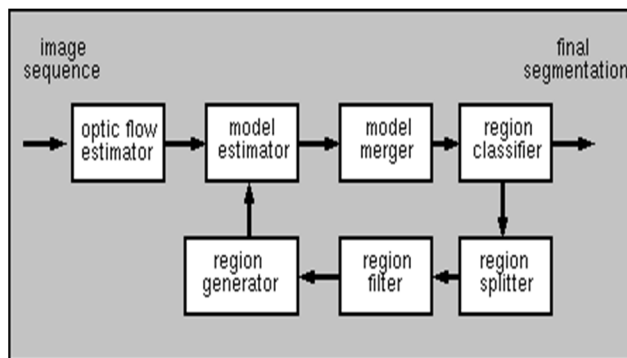 image
sequence
final
segmentation
optic flow
estimator
model
estimator
model
merger
region
classifier
region
generator
region
filter
region
splitter